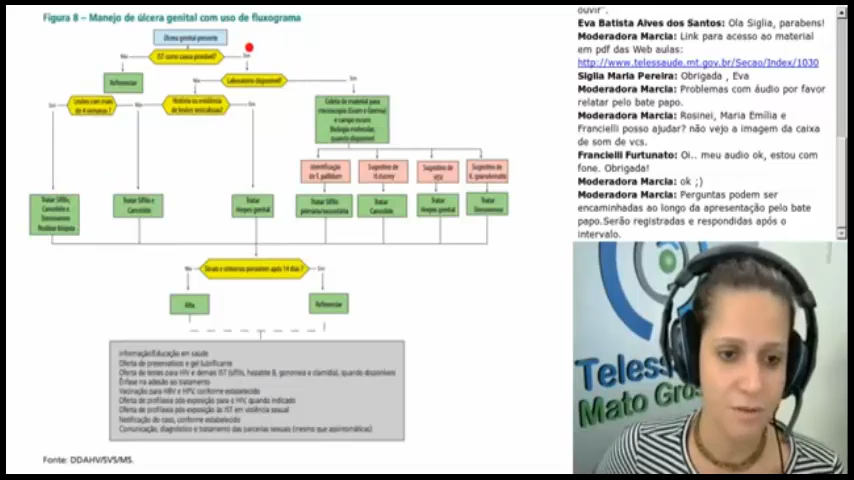 Figura 8 – Manejo de úlcera genital com uso de fluxograma
Úlcera genital presente
Não
IST como causa provável?
Sim
Referenciar
Não
Laboratório disponível?
Sim
Sim
Lesões com mais
de 4 semanas?
Não
História ou evidência
de lesões vesiculosas?
Sim
Coleta de material para
microscopia (Gram e Giemsa)
e campo escuro
Biologia molecular,
quando disponível
Identificação
de T. pallidum
Sugestivo de
H. ducreyi
Sugestivo de
HSV
Sugestivo de
K. granulomatis
Tratar Sífilis,
Cancroide e
Donovanose
Realizar biópsia
Tratar Sífilis e
Cancroide
Tratar
Herpes genital
Tratar Sífilis
primária/secundária
Tratar
Cancroide
Tratar
Herpes genital
Tratar
Donovanose
Não
Sinais e sintomas persistem após 14 dias?
Sim
Alta
Referenciar
Informação/Educação em saúde
Oferta de preservativos e gel lubrificante
Oferta de testes para HIV e demais IST (sífilis, hepatite B, gonorreia e clamídia), quando disponíveis
Ênfase na adesão ao tratamento
Vacinação para HBV e HPV, conforme estabelecido
Oferta de profilaxia pós-exposição para o HIV, quando indicado
Oferta de profilaxia pós-exposição às IST em violência sexual
Notificação do caso, conforme estabelecido
Comunicação, diagnóstico e tratamento das parcerias sexuais (mesmo que assintomáticas)
Fonte: DDAHV/SVS/MS.
ouvir".
Eva Batista Alves dos Santos: Ola Siglia, parabens!
Moderadora Marcia: Link para acesso ao material
em pdf das Web aulas:
http://www.telessaude.mt.gov.br/Secao/Index/1030
Siglia Maria Pereira: Obrigada , Eva
Moderadora Marcia: Problemas com áudio por favor
relatar pelo bate papo.
Moderadora Marcia: Rosinei, Maria Emília e
Francielli posso ajudar? não vejo a imagem da caixa
de som de vcs.
Francielli Furtunato: Oi.. meu audio ok, estou com
fone. Obrigada!
Moderadora Marcia: ok ;)
Moderadora Marcia: Perguntas podem ser
encaminhadas ao longo da apresentação pelo bate
papo.Serão registradas e respondidas após o
intervalo.
Teless
Mato Gros